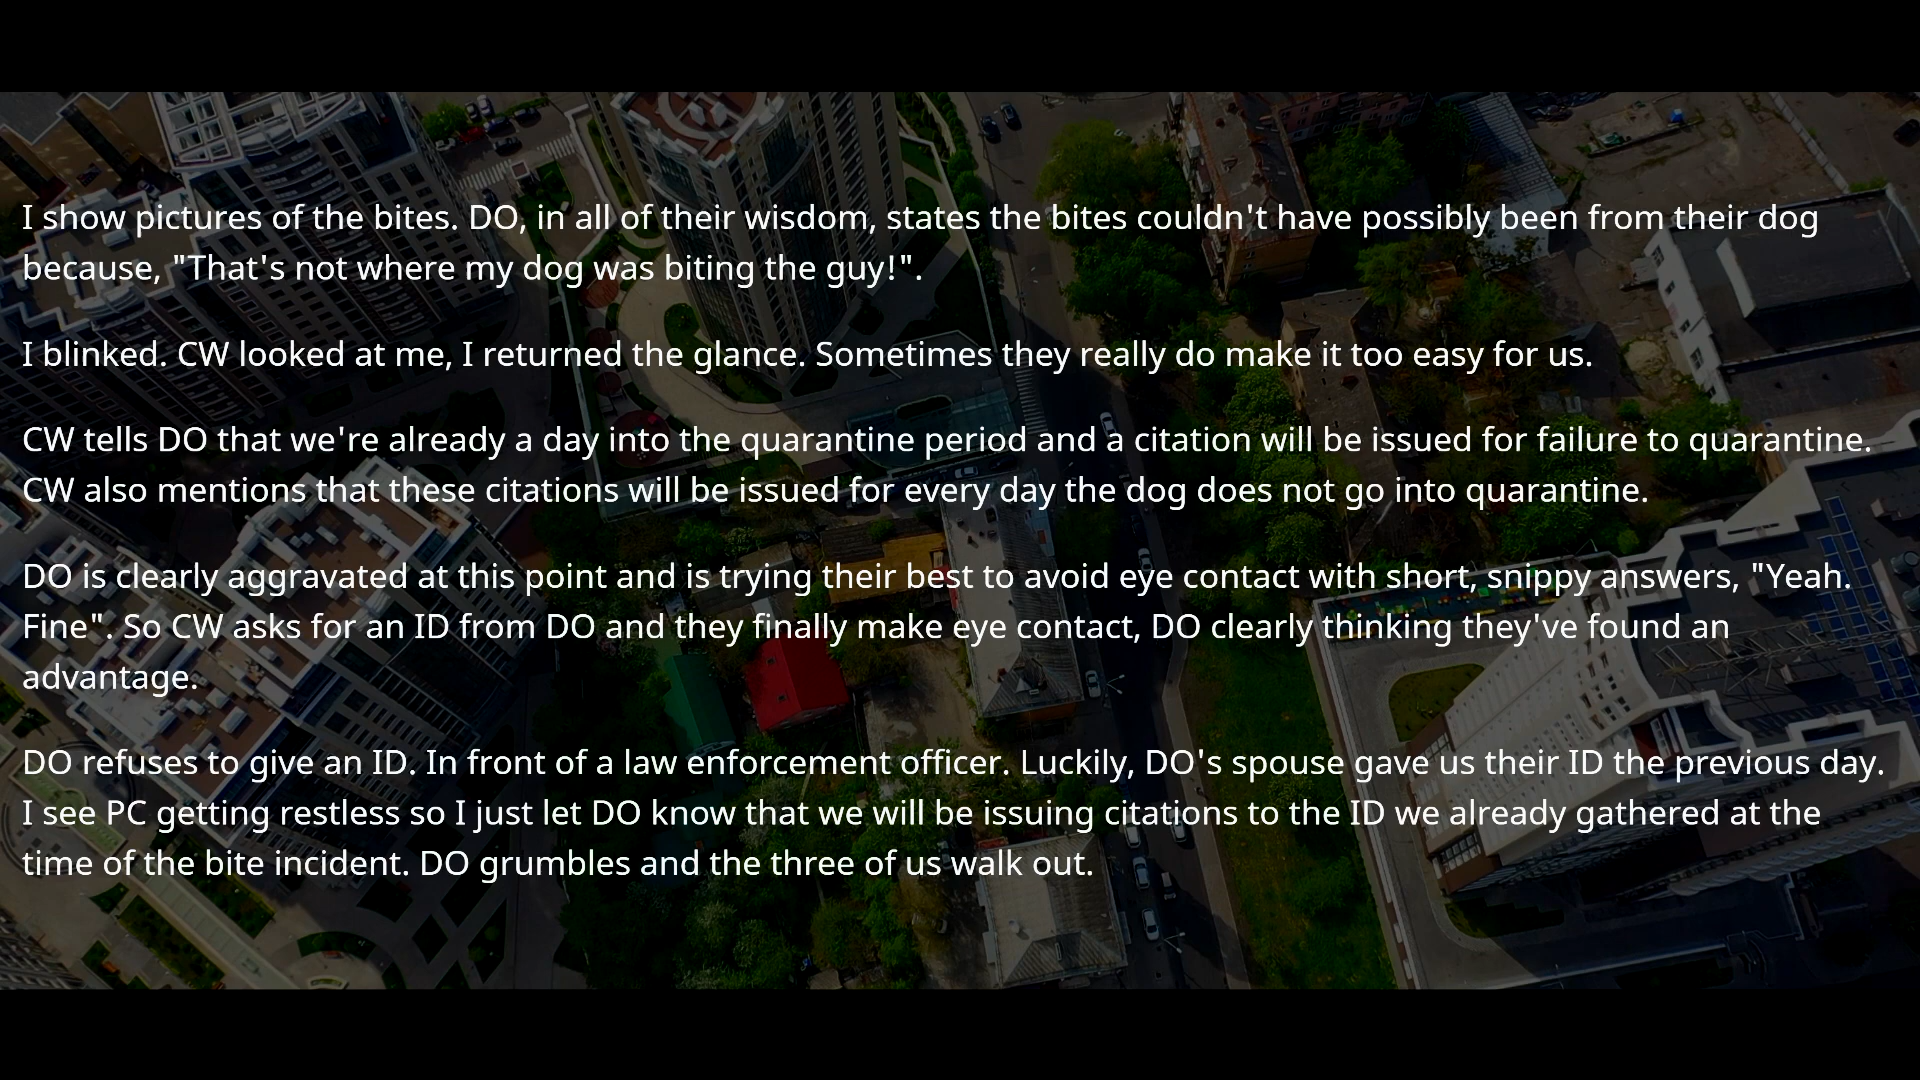 I show pictures of the bites. DO, in all of their wisdom, states the bites couldn't have possibly been from their dog
because, "That's not where my dog was biting the guy!".
I blinked. CW looked at me, I returned the glance. Sometimes they really do make it too easy for us.
CW tells DO that we're already a day into the quarantine period and a citation will be issued for failure to quarantine.
CW also mentions that these citations will be issued for every day the dog does not go into quarantine.
DO is clearly aggravated at this point and is trying their best to avoid eye contact with short, snippy answers, "Yeah.
Fine". So CW asks for an ID from DO and they finally make eye contact, DO clearly thinking they've found an
advantage.
DO refuses to give an ID. In front of a law enforcement officer. Luckily, DO's spouse gave us their ID the previous day.
I see PC getting restless so I just let DO know that we will be issuing citations to the ID we already gathered at the
time of the bite incident. DO grumbles and the three of us walk out.